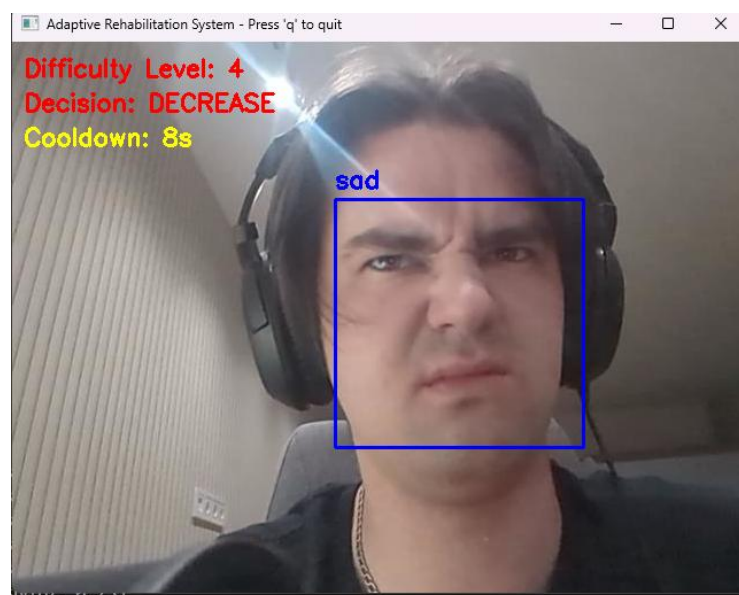 Adaptive Rehabilitation System - Press 'q' to quit
Difficulty Level: 4
Decision: DECREASE
Cooldown: 8s
sad